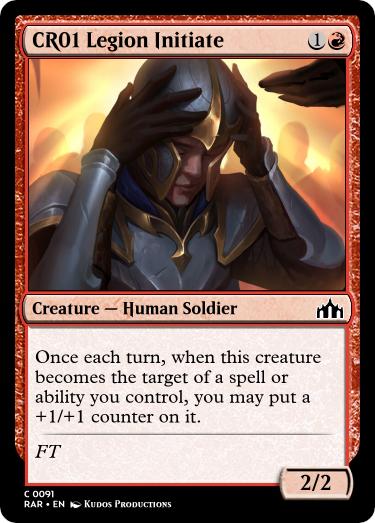 CR01 Legion Initiate 1
Creature — Human Soldier
Once each turn, when this creature
becomes the target of a spell or
ability you control, you may put a
+1/+1 counter on it.
FT
2/2
C 0091
RAR • EN Kudos Productions